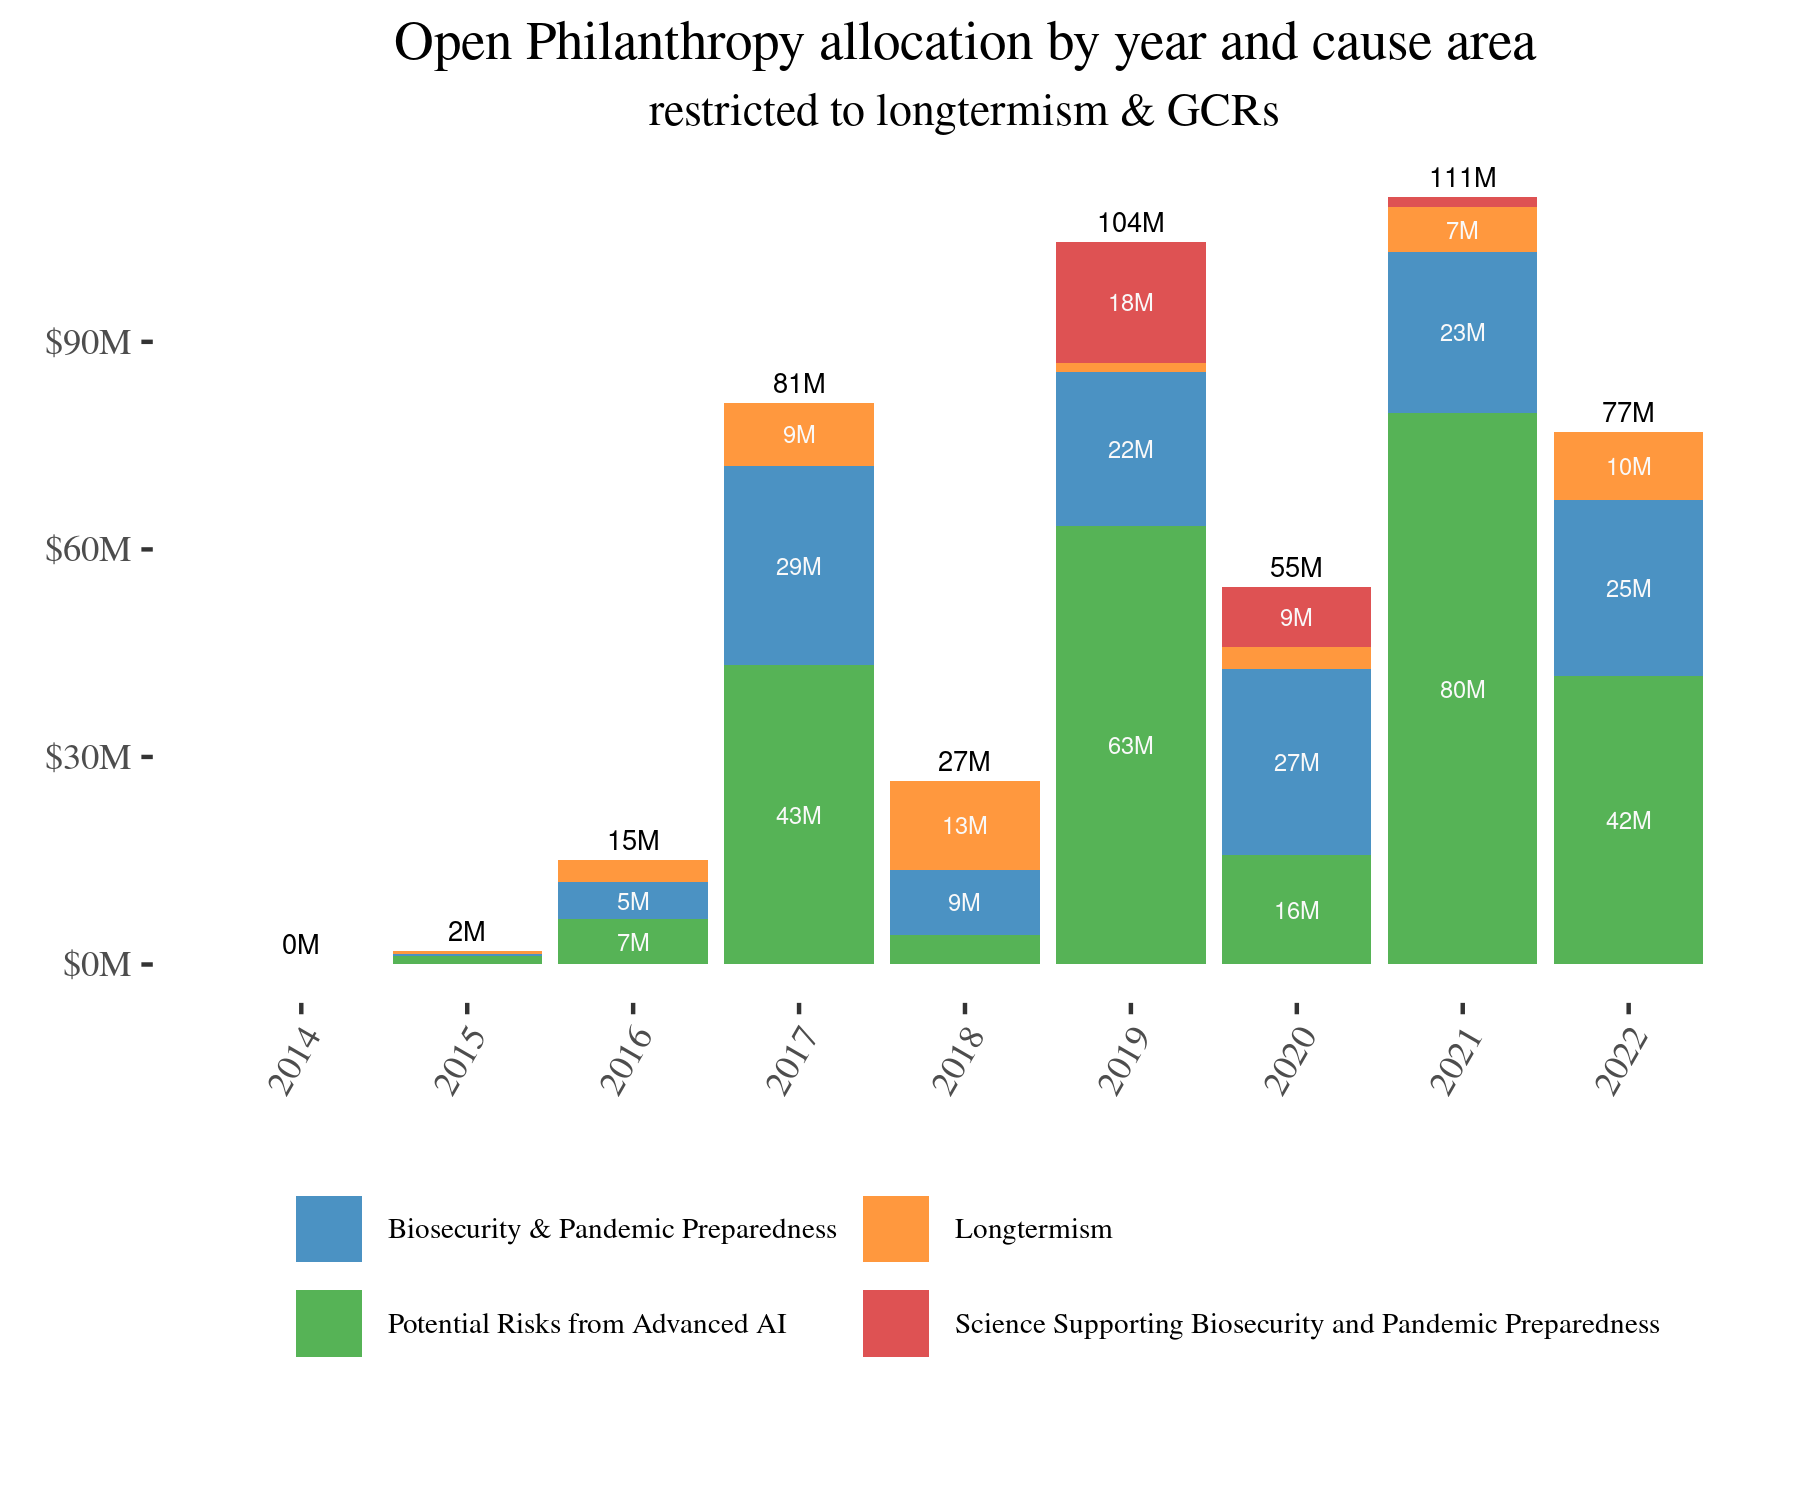 Open Philanthropy allocation by year and cause area
restricted to longtermism & GCRs
111M
7M
104M
18M
23M
$90M
81M
9M
77M
10M
22M
$60M
29M
55M
9M
25M
80M
63M
27M
$30M
27M
13M
43M
42M
15M
5M
9M
16M
7M
0M
2M
$0M
2014
2015
2016
2017
2018
2019
2020
2021
2022
Biosecurity & Pandemic Preparedness
Longtermism
Potential Risks from Advanced AI
Science Supporting Biosecurity and Pandemic Preparedness